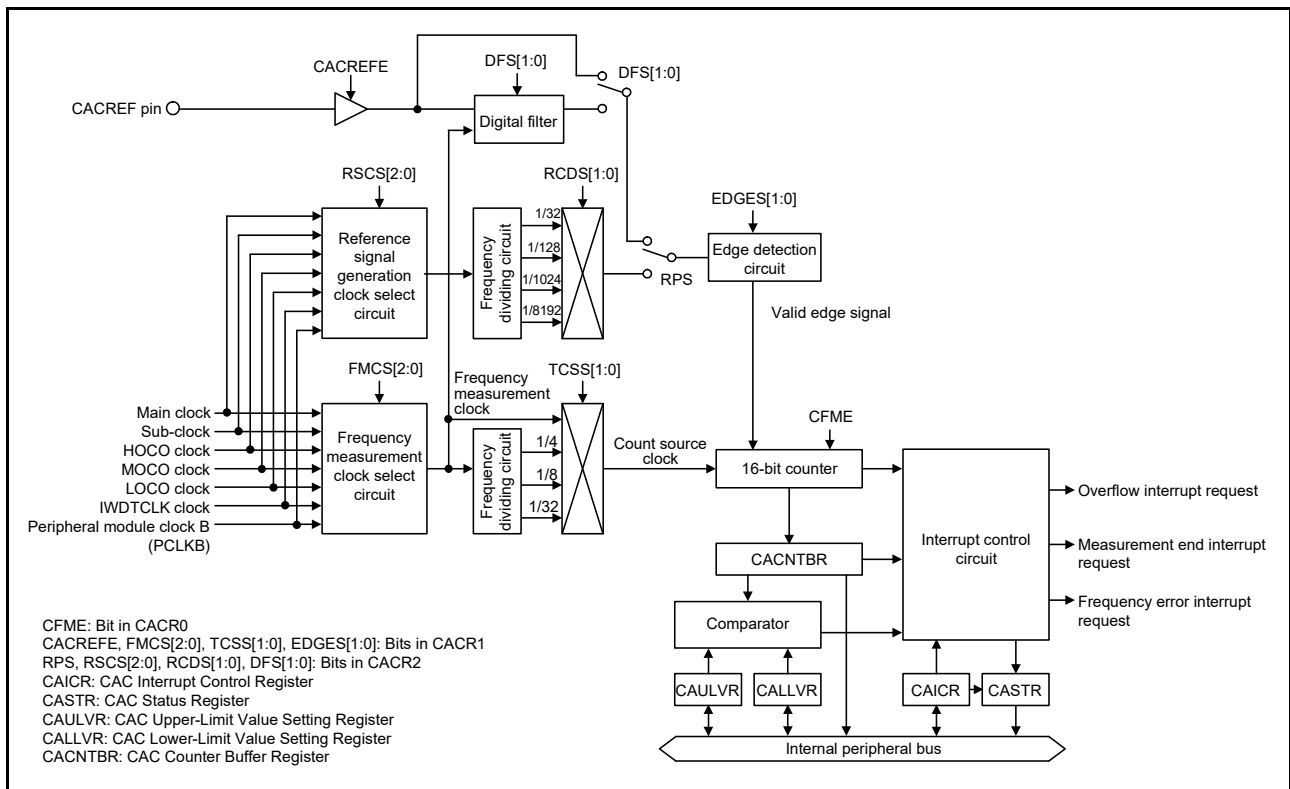 CACREFE
DFS[1:0]
DFS[1:0]
CACREF pin
Digital filter
RSCS[2:0]
RCDS[1:0]
EDGES[1:0]
Reference
signal
generation
clock select
circuit
Frequency
dividing circuit
1/32
1/128
1/1024
1/8192
RPS
Edge detection
circuit
Valid edge signal
FMCS[2:0]
Frequency
measurement
clock
TCSS[1:0]
Main clock
Sub-clock
HOCO clock
MOCO clock
LOCO clock
IWDTCLK clock
Peripheral module clock B
(PCLKB)
Frequency
measurement
clock select
circuit
Frequency
dividing circuit
1/4
1/8
1/32
Count source
clock
CFME
16-bit counter
CACNTBR
Comparator
CAULVR
CALLVR
Interrupt control
circuit
CAICR
CASTR
Overflow interrupt request
Measurement end interrupt
request
Frequency error interrupt
request
Internal peripheral bus
CFME: Bit in CACR0
CACREFE, FMCS[2:0], TCSS[1:0], EDGES[1:0]: Bits in CACR1
RPS, RSCS[2:0], RCDS[1:0], DFS[1:0]: Bits in CACR2
CAICR: CAC Interrupt Control Register
CASTR: CAC Status Register
CAULVR: CAC Upper-Limit Value Setting Register
CALLVR: CAC Lower-Limit Value Setting Register
CACNTBR: CAC Counter Buffer Register